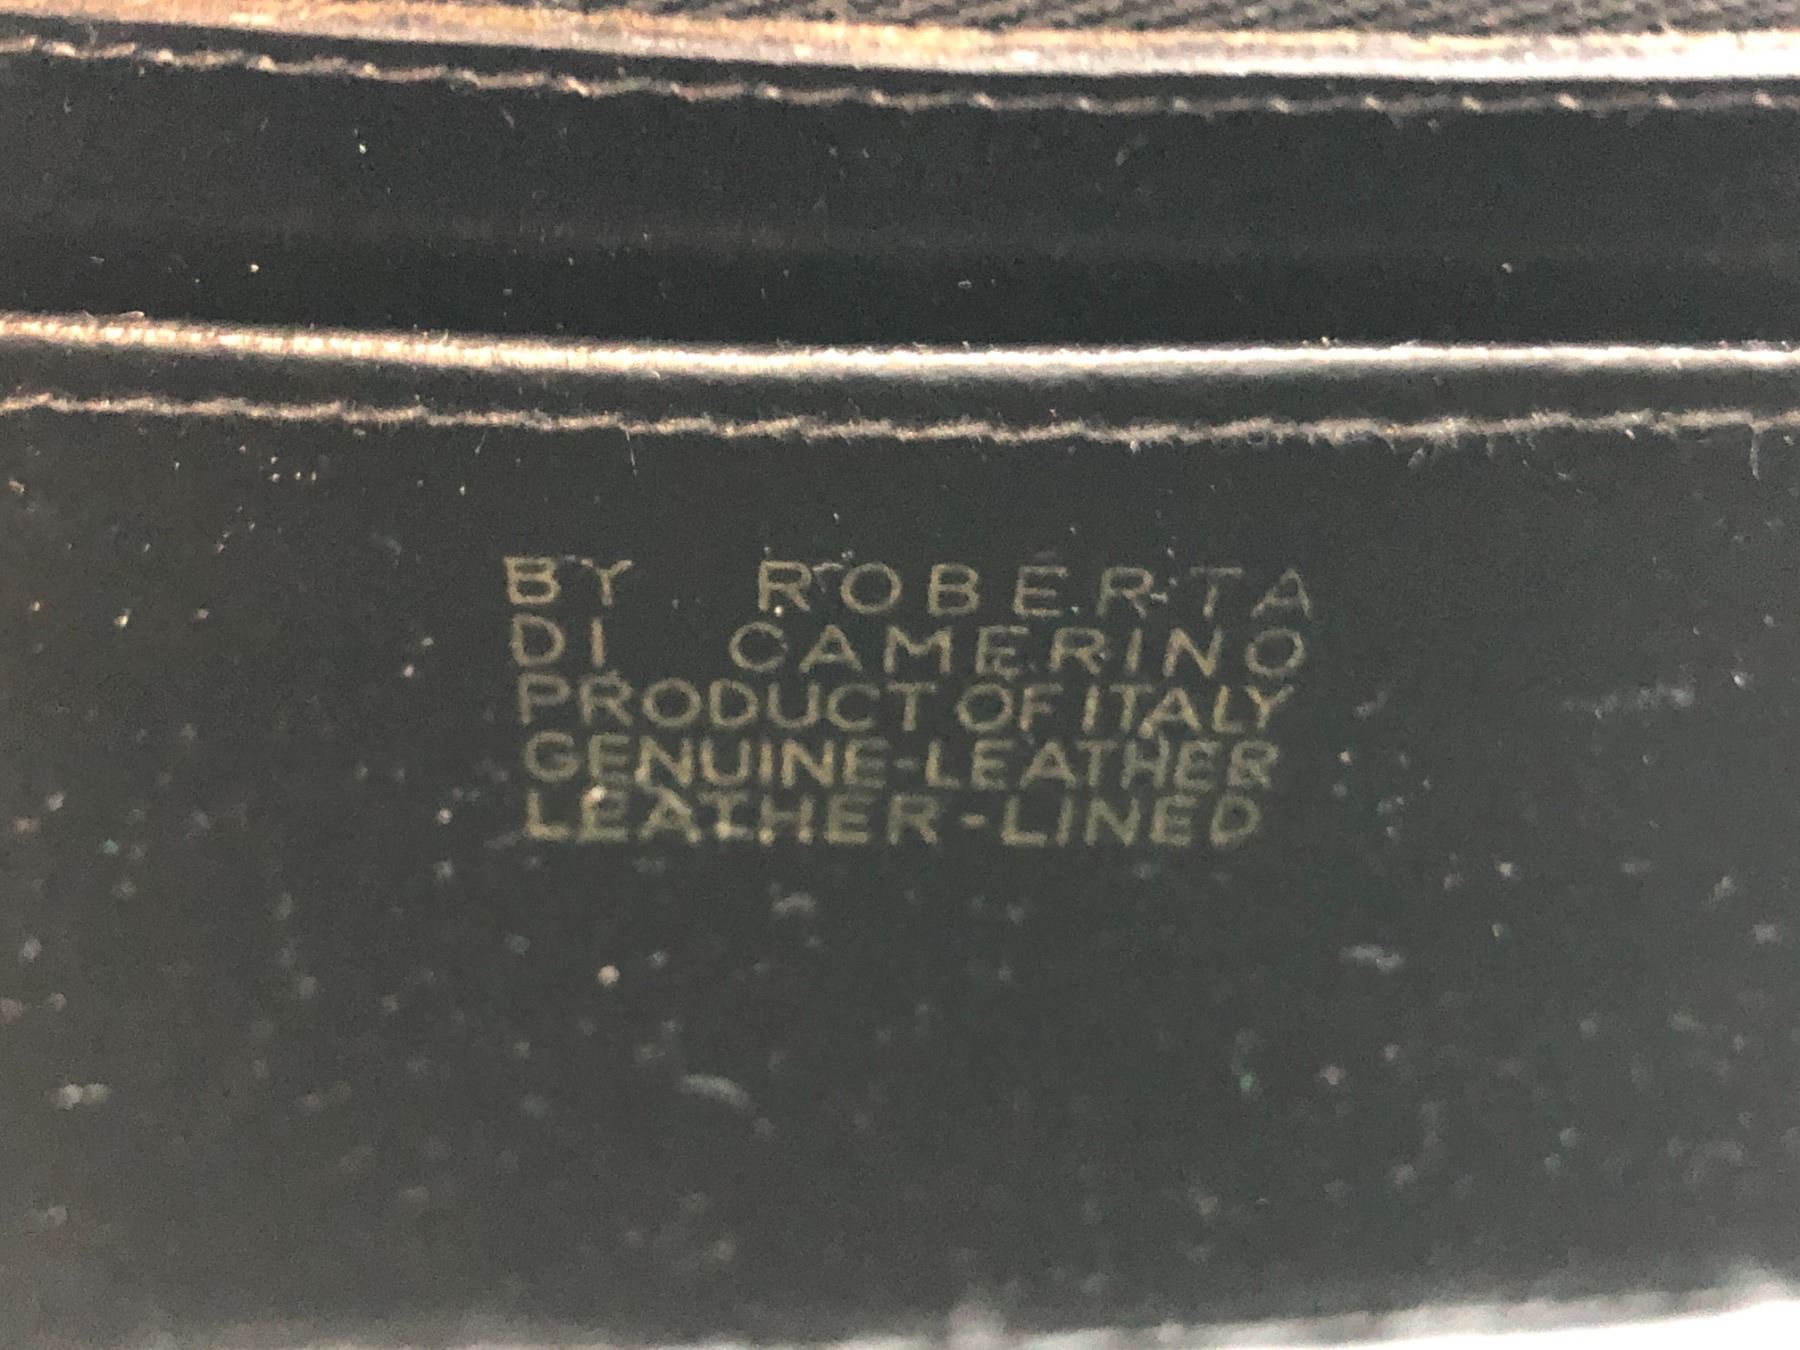 BY ROBERTA
DI CAMERINO
PRODUCT OF ITALY
GENUINE-LEATHER
LEATHER-LINED